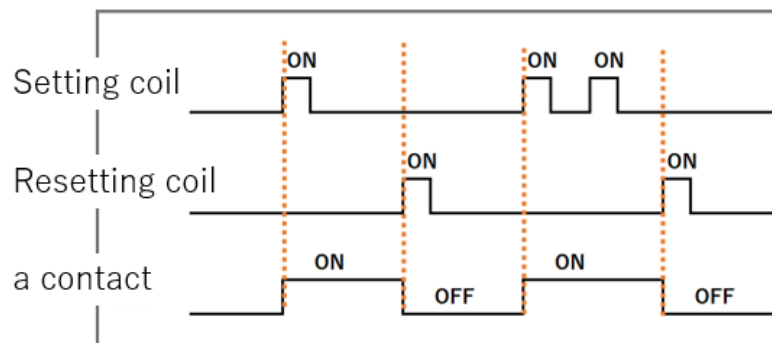 ON ON ON
Setting coil
ON ON
Resetting coil
ON ON
a contact
OFF OFF